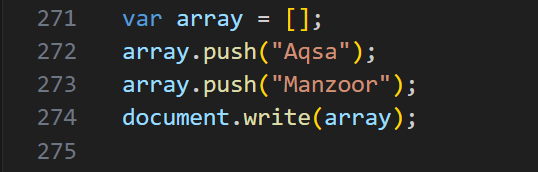 271 var array = [];
272 array.push("Aqsa");
273 array.push("Manzoor");
274 document.write(array);
275